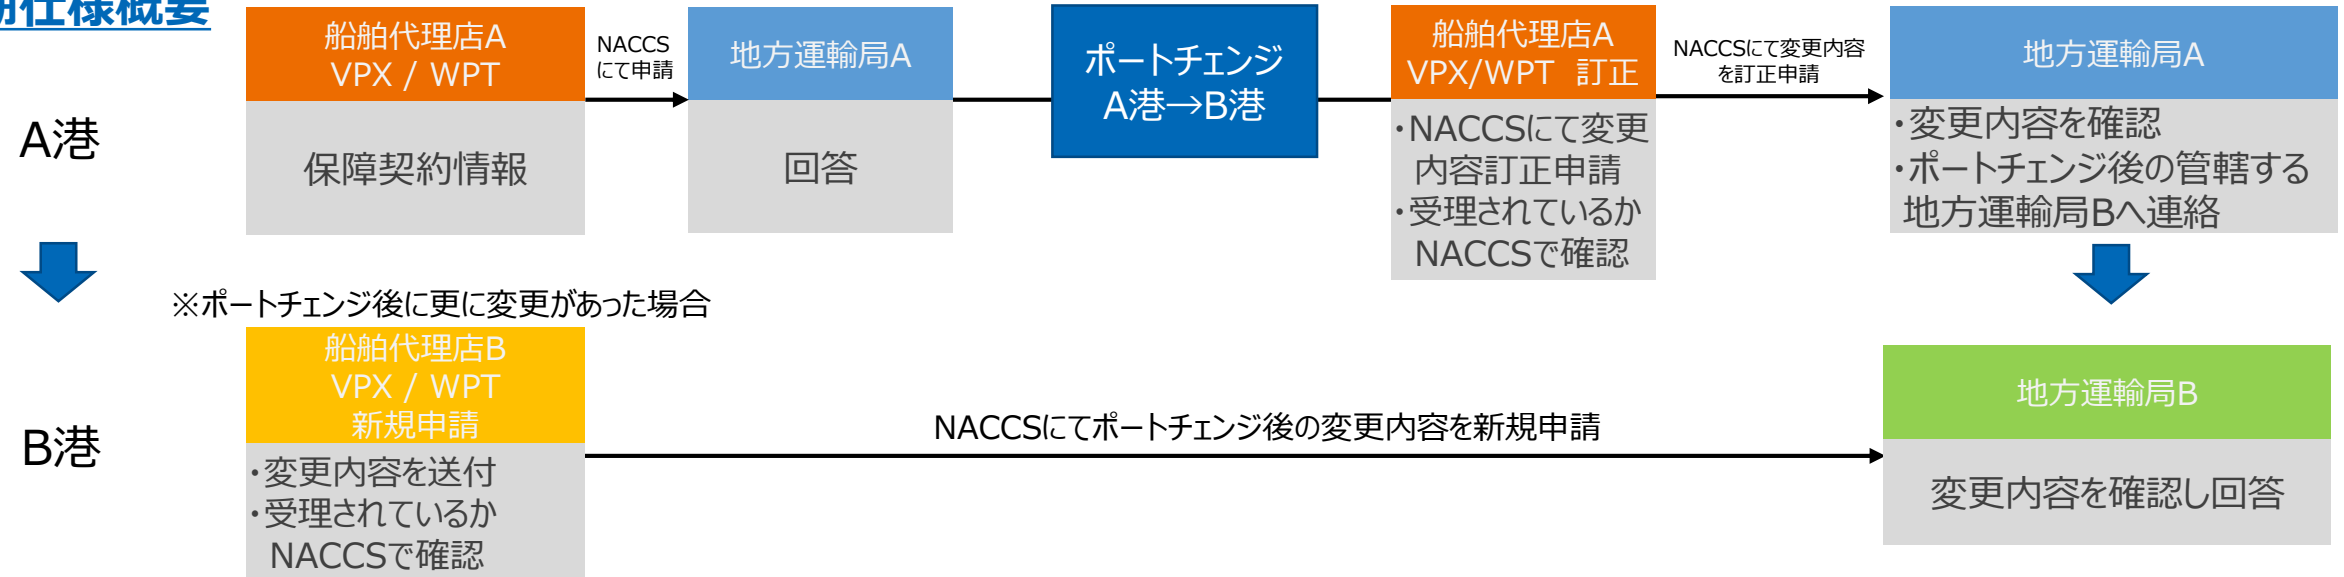 仕様概要
船舶代理店A
VPX / WPT
保障契約情報
NACCS
にて申請
地方運輸局A
回答
ポートチェンジ
A港→B港
船舶代理店A
VPX/WPT 訂正
・NACCSにて変更
内容訂正申請
・受理されているか
NACCSで確認
NACCSにて変更内容
を訂正申請
地方運輸局A
・変更内容を確認
・ポートチェンジ後の管轄する
地方運輸局Bへ連絡
A港
※ポートチェンジ後に更に変更があった場合
B港
船舶代理店B
VPX / WPT
新規申請
・変更内容を送付
・受理されているか
NACCSで確認
NACCSにてポートチェンジ後の変更内容を新規申請
地方運輸局B
変更内容を確認し回答